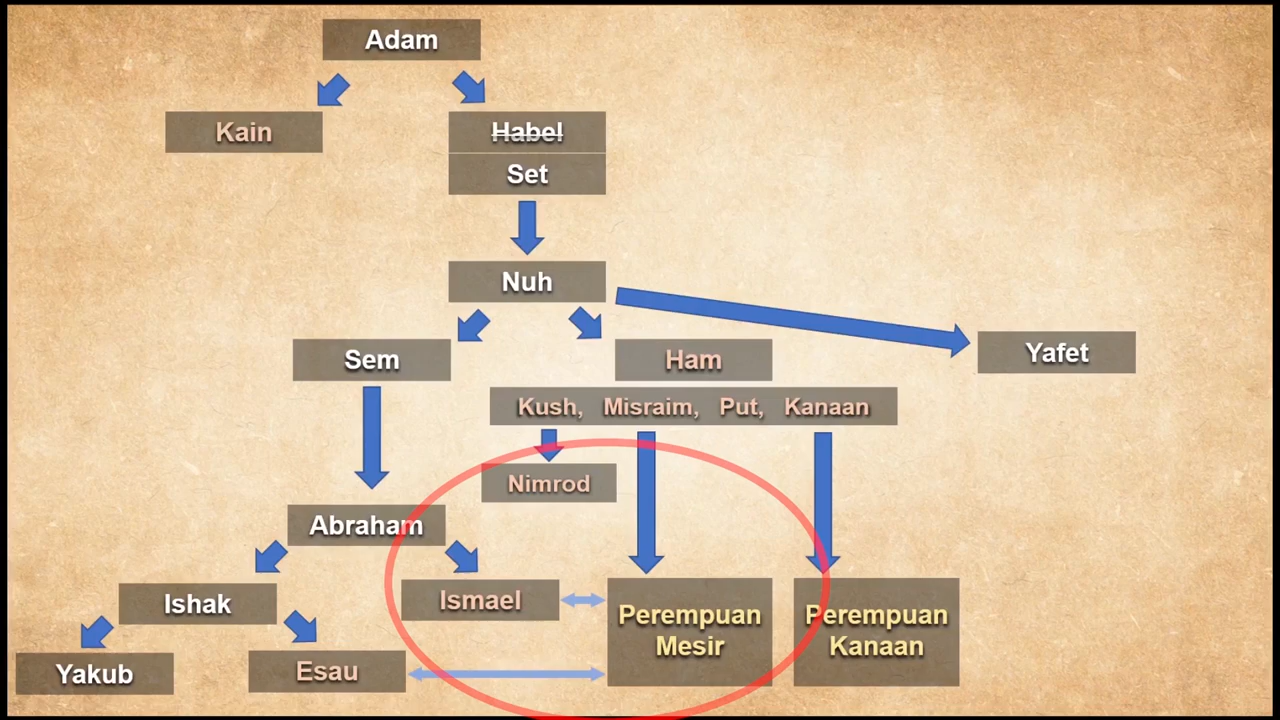 Adam
Kain
Habel
Set
Nuh
Sem
Ham
Yafet
Kush, Misraim, Put, Kanaan
Nimrod
Abraham
Ishak
Ismael
Perempuan
Mesir
Perempuan
Kanaan
Yakub
Esau